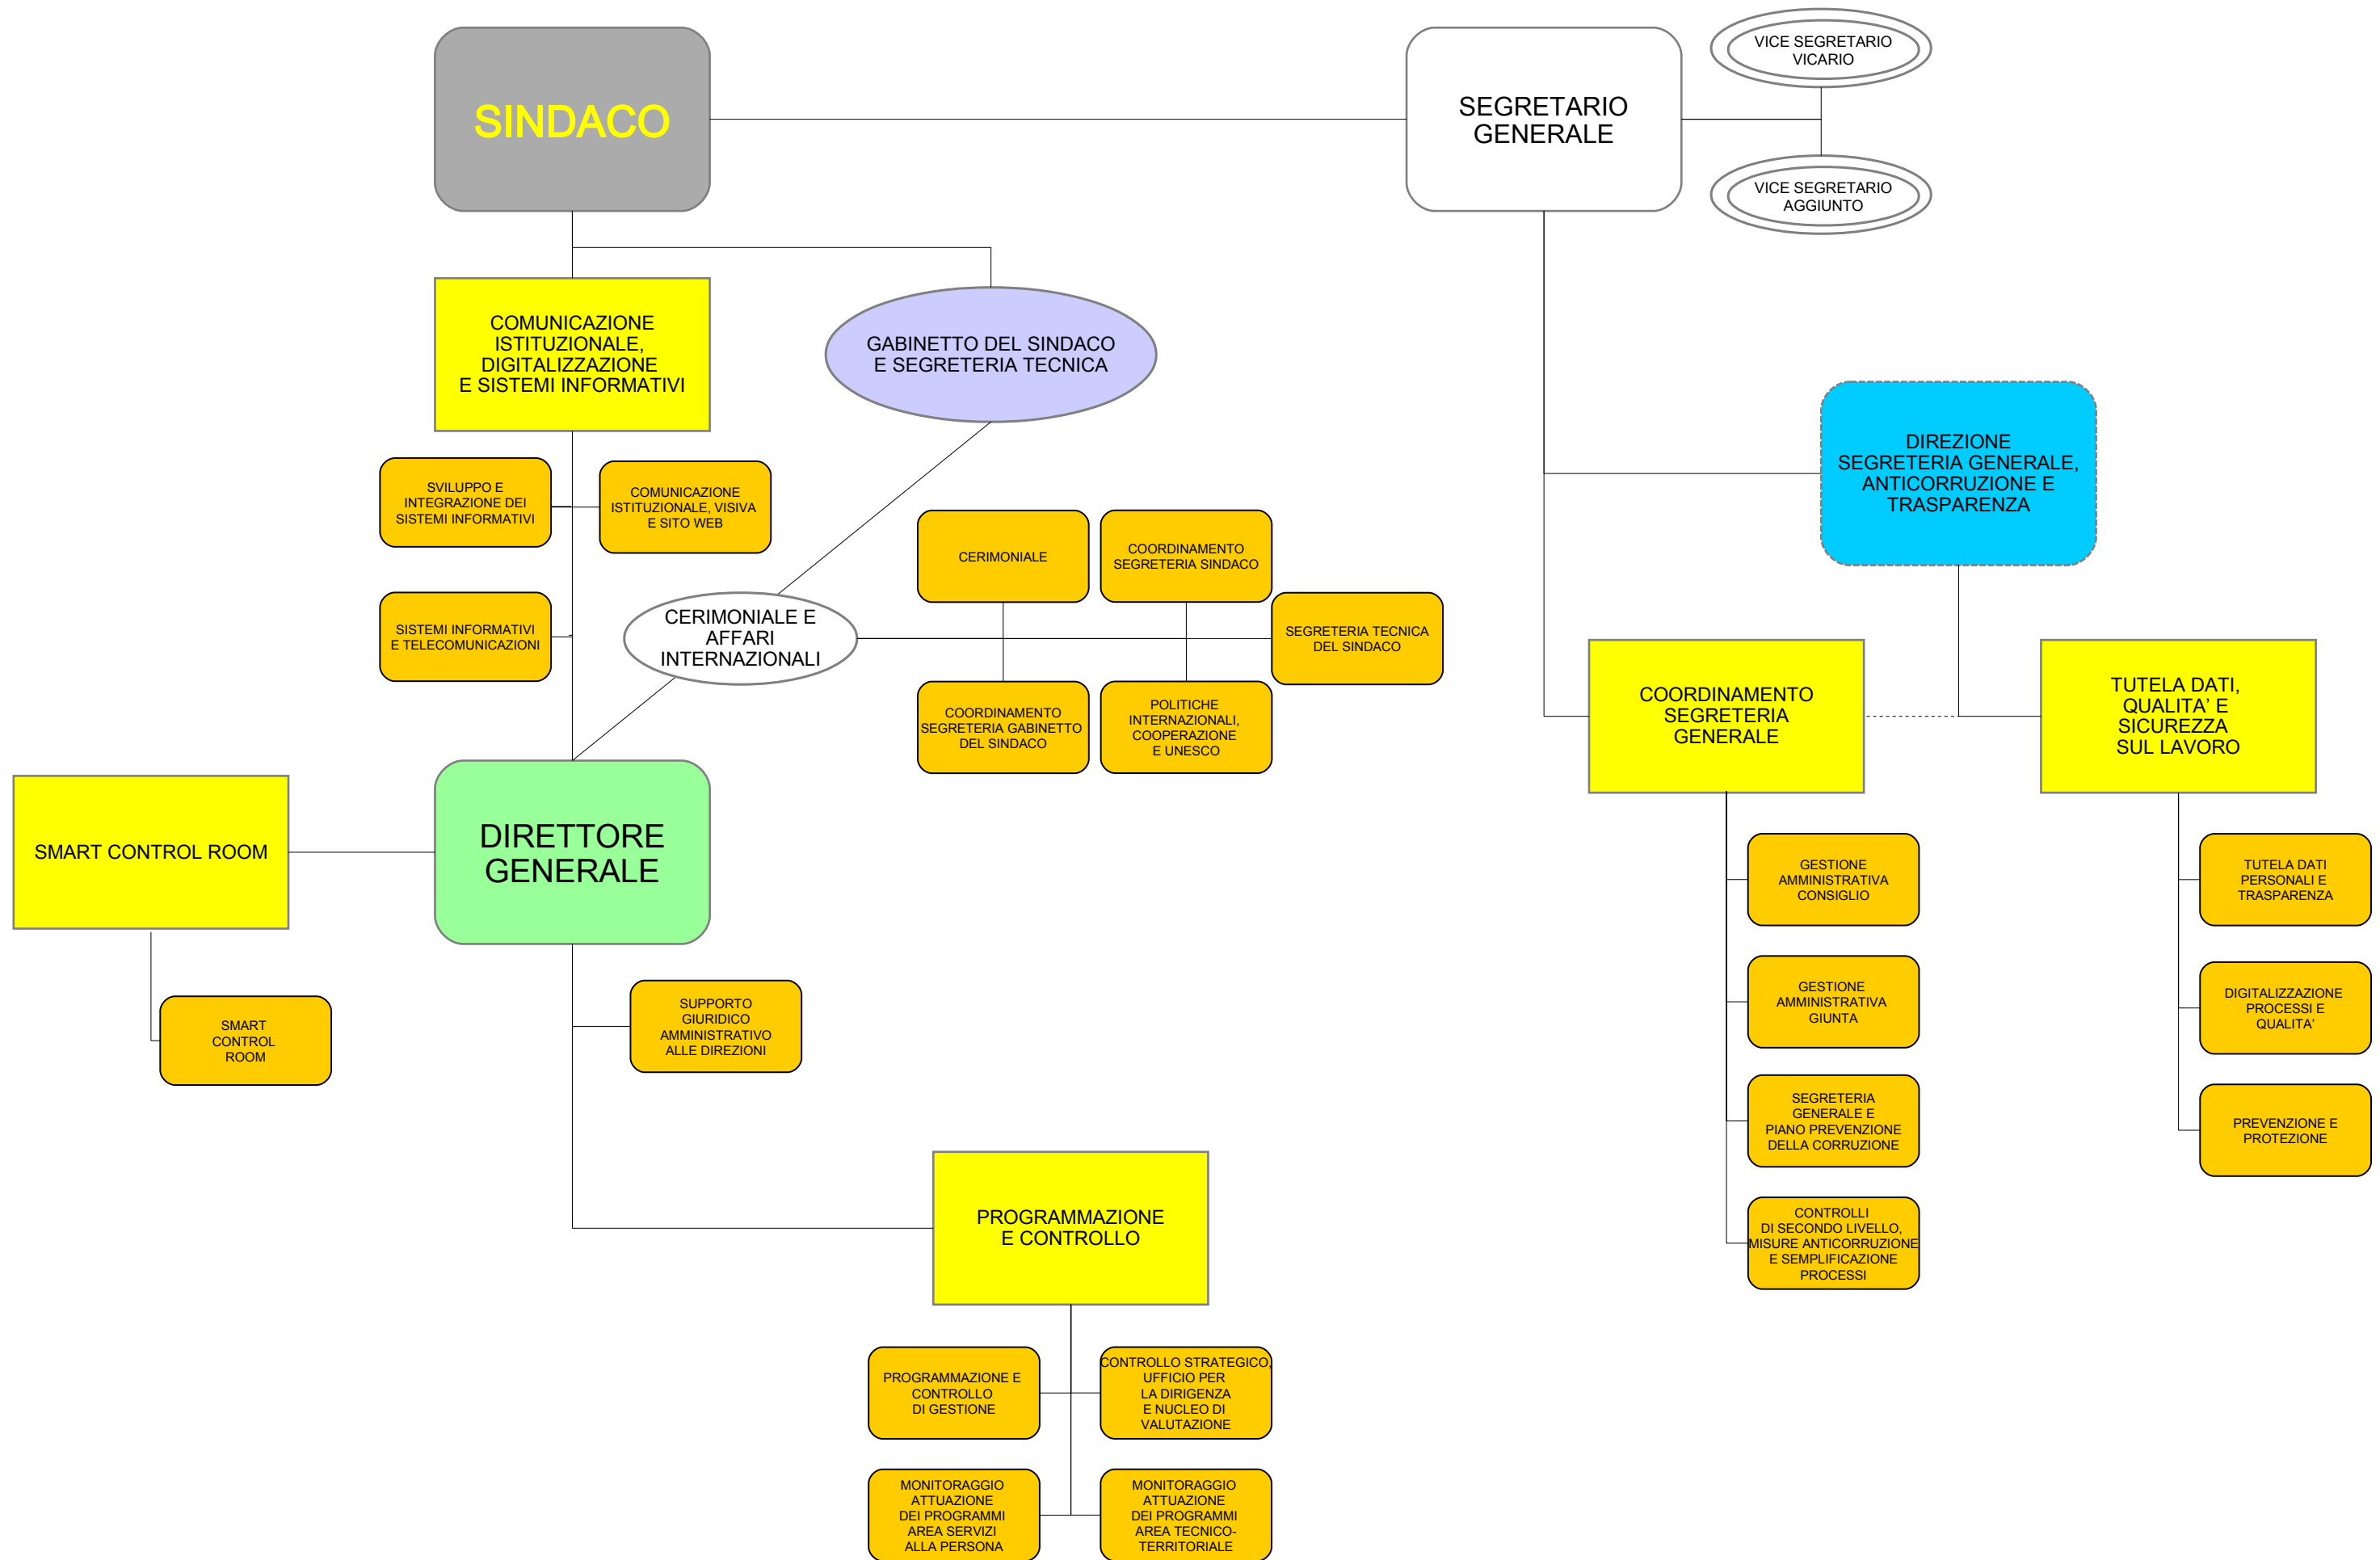 SINDACO
SEGRETARIO
GENERALE
VICE SEGRETARIO
VICARIO
VICE SEGRETARIO
AGGIUNTO
COMUNICAZIONE
ISTITUZIONALE,
DIGITALIZZAZIONE
E SISTEMI INFORMATIVI
GABINETTO DEL SINDACO
E SEGRETERIA TECNICA
DIREZIONE
SEGRETERIA GENERALE,
ANTICORRUZIONE E
TRASPARENZA
SVILUPPO E
INTEGRAZIONE DEI
SISTEMI INFORMATIVI
COMUNICAZIONE
ISTITUZIONALE, VISIVA
E SITO WEB
SISTEMI INFORMATIVI
E TELECOMUNICAZIONI
CERIMONIALE E
AFFARI
INTERNAZIONALI
CERIMONIALE
COORDINAMENTO
SEGRETERIA SINDACO
SEGRETERIA TECNICA
DEL SINDACO
COORDINAMENTO
SEGRETERIA GABINETTO
DEL SINDACO
POLITICHE
INTERNAZIONALI,
COOPERAZIONE
E UNESCO
COORDINAMENTO
SEGRETERIA
GENERALE
TUTELA DATI,
QUALITA’ E
SICUREZZA
SUL LAVORO
SMART CONTROL ROOM
DIRETTORE
GENERALE
SMART
CONTROL
ROOM
SUPPORTO
GIURIDICO
AMMINISTRATIVO
ALLE DIREZIONI
GESTIONE
AMMINISTRATIVA
CONSIGLIO
GESTIONE
AMMINISTRATIVA
GIUNTA
SEGRETERIA
GENERALE E
PIANO PREVENZIONE
DELLA CORRUZIONE
CONTROLLI
DI SECONDO LIVELLO,
MISURE ANTICORRUZIONE
E SEMPLIFICAZIONE
PROCESSI
TUTELA DATI
PERSONALI E
TRASPARENZA
DIGITALIZZAZIONE
PROCESSI E
QUALITA’
PREVENZIONE E
PROTEZIONE
PROGRAMMAZIONE
E CONTROLLO
PROGRAMMAZIONE E
CONTROLLO
DI GESTIONE
CONTROLLO STRATEGICO,
UFFICIO PER
LA DIRIGENZA
E NUCLEO DI
VALUTAZIONE
MONITORAGGIO
ATTUAZIONE
DEI PROGRAMMI
AREA SERVIZI
ALLA PERSONA
MONITORAGGIO
ATTUAZIONE
DEI PROGRAMMI
AREA TECNICO-
TERRITORIALE